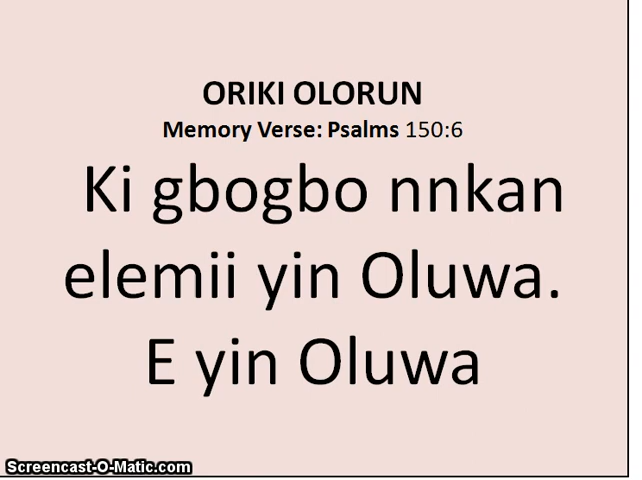 ORIKI OLORUN
Memory Verse: Psalms 150:6
Ki gbogbo nnkan
elemii yin Oluwa.
E yin Oluwa
Screencast-O-Matic.com